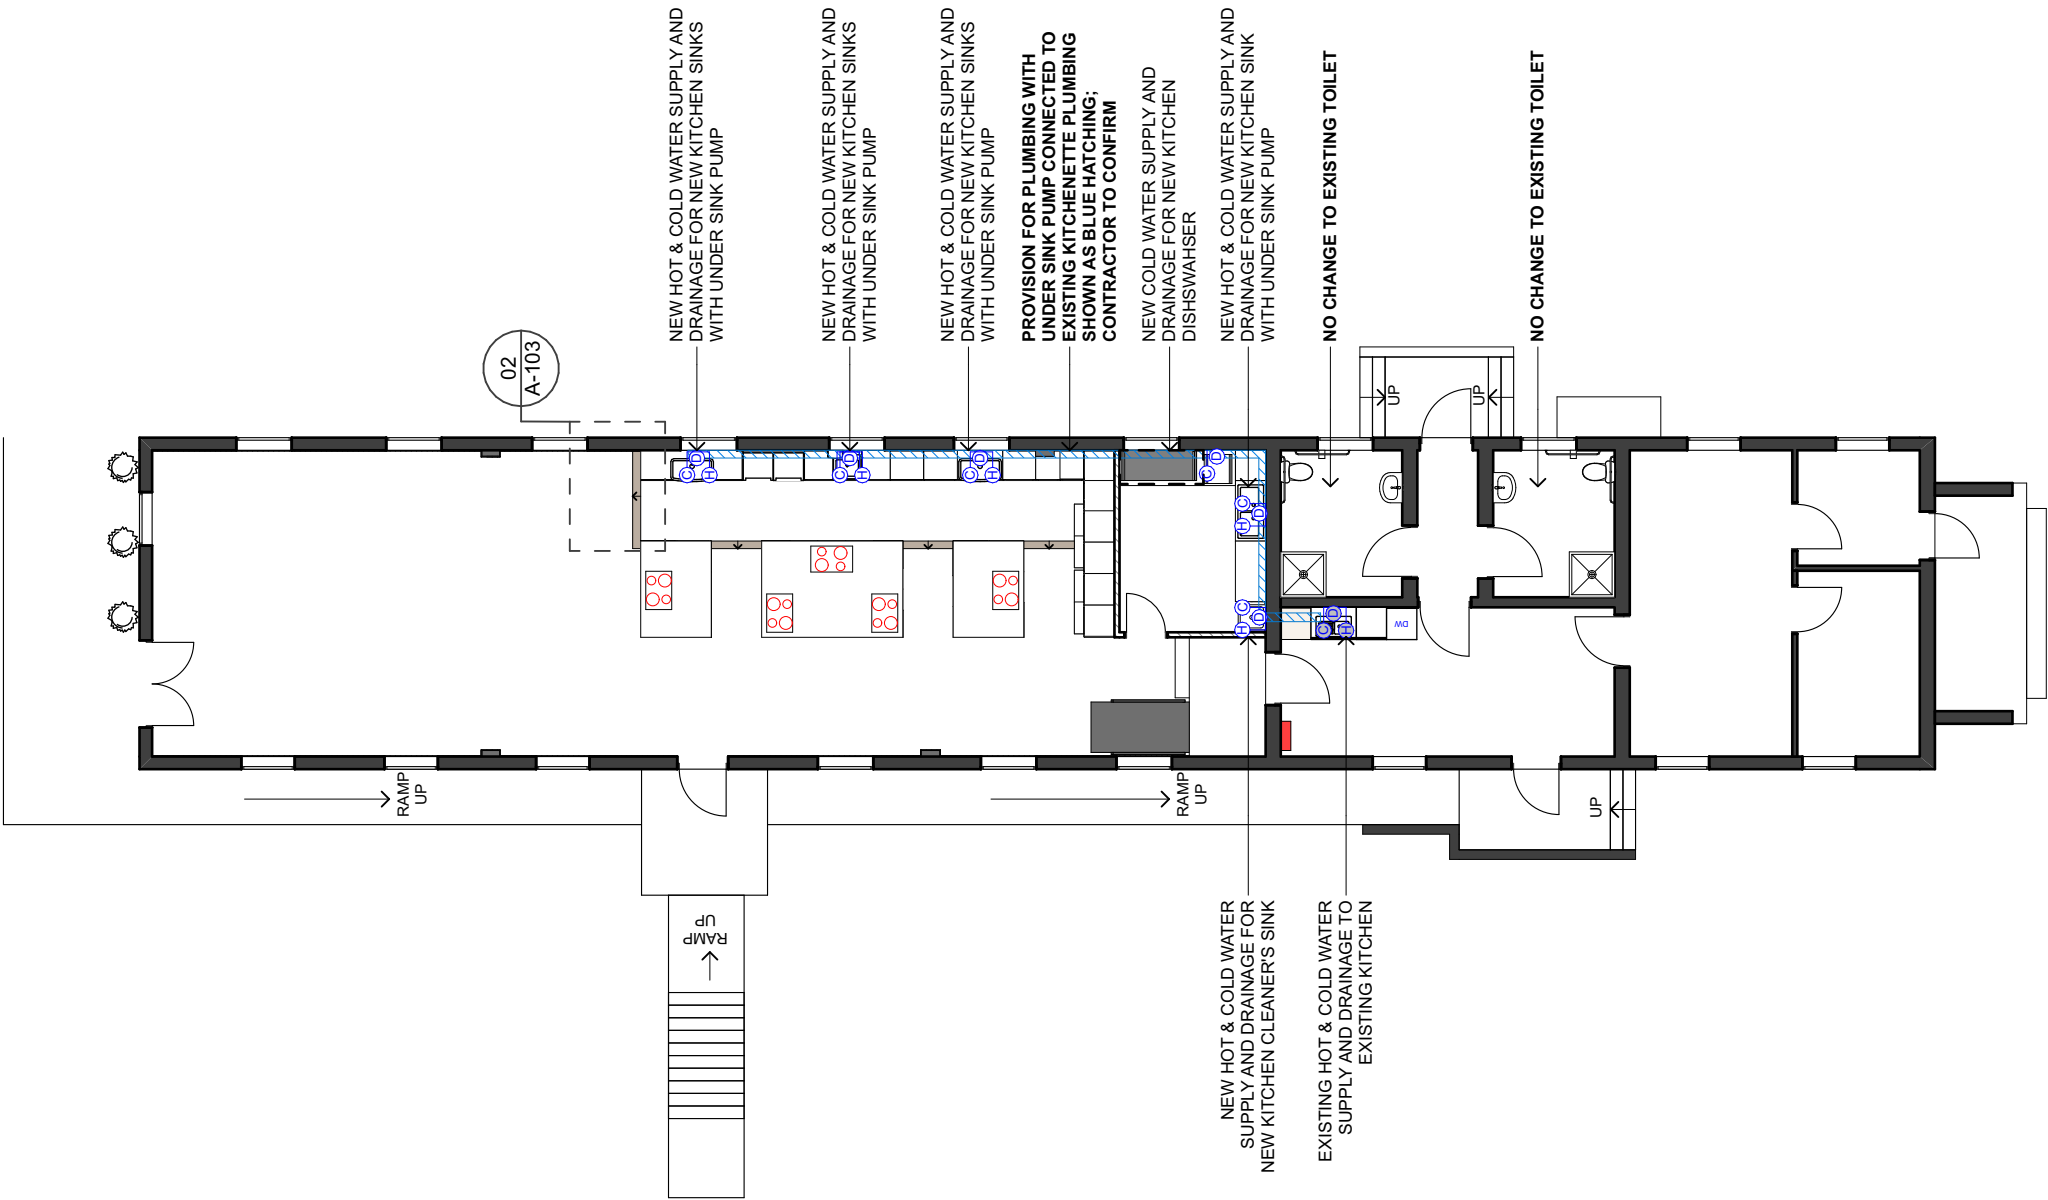 NEW HOT & COLD WATER SUPPLY AND
DRAINAGE FOR NEW KITCHEN SINKS
WITH UNDER SINK PUMP
NEW HOT & COLD WATER SUPPLY AND
DRAINAGE FOR NEW KITCHEN SINKS
WITH UNDER SINK PUMP
NEW HOT & COLD WATER SUPPLY AND
DRAINAGE FOR NEW KITCHEN SINKS
WITH UNDER SINK PUMP
PROVISION FOR PLUMBING WITH
UNDER SINK PUMP CONNECTED TO
EXISTING KITCHENETTE PLUMBING
SHOWN AS BLUE HATCHING;
CONTRACTOR TO CONFIRM
NEW COLD WATER SUPPLY AND
DRAINAGE FOR NEW KITCHEN
DISHSWAHSER
NEW HOT & COLD WATER SUPPLY AND
DRAINAGE FOR NEW KITCHEN SINK
WITH UNDER SINK PUMP
NO CHANGE TO EXISTING TOILET
NO CHANGE TO EXISTING TOILET
02
A-103
UP
UP
C
D
H
C
D
H
C
D
H
C
D
C
H
D
C
H
D
C
D
H
DW
RAMP
UP
RAMP
UP
UP
RAMP
UP
NEW HOT & COLD WATER
SUPPLY AND DRAINAGE FOR
NEW KITCHEN CLEANER'S SINK
EXISTING HOT & COLD WATER
SUPPLY AND DRAINAGE TO
EXISTING KITCHEN